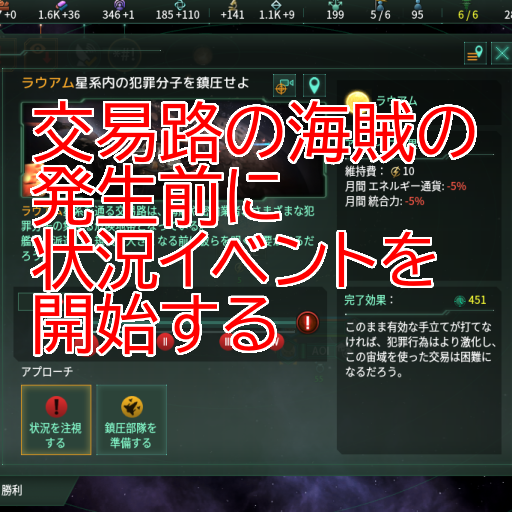 +0 1.6K+36 346+1 185+110 +141 1.1K+9 199 5/6 95 6/6 28
ラウアム星系内の犯罪分子を鎮圧せよ
ラウアム
交易路の海賊の
発生前に
状況イベントを
開始する
維持費： 10
月間 エネルギー通貨: -5%
月間 統合力: -5%
完了効果： 451
このまま有効な手立てが打てな
ければ、犯罪行為はより激化し、
この宙域を使った交易は困難に
なるだろう。
アプローチ
状況を注視
する
鎮圧部隊を
準備する
勝利